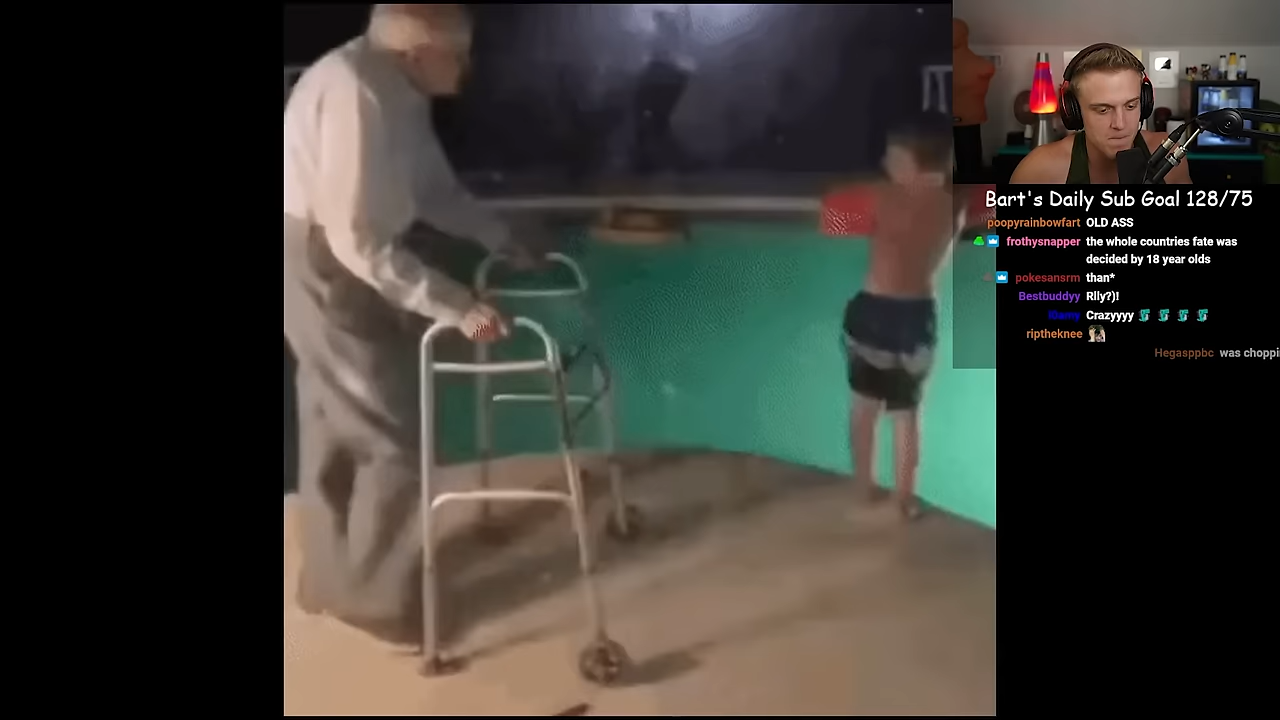 Bart's Daily Sub Goal 128/75
poopyrainbowfart OLD ASS
frothysnapper the whole countries fate was
decided by 18 year olds
pokesansrm than*
Bestbuddyy Rlly?)!
Crazyyyy
riptheknee
Hegasppbc was choppi